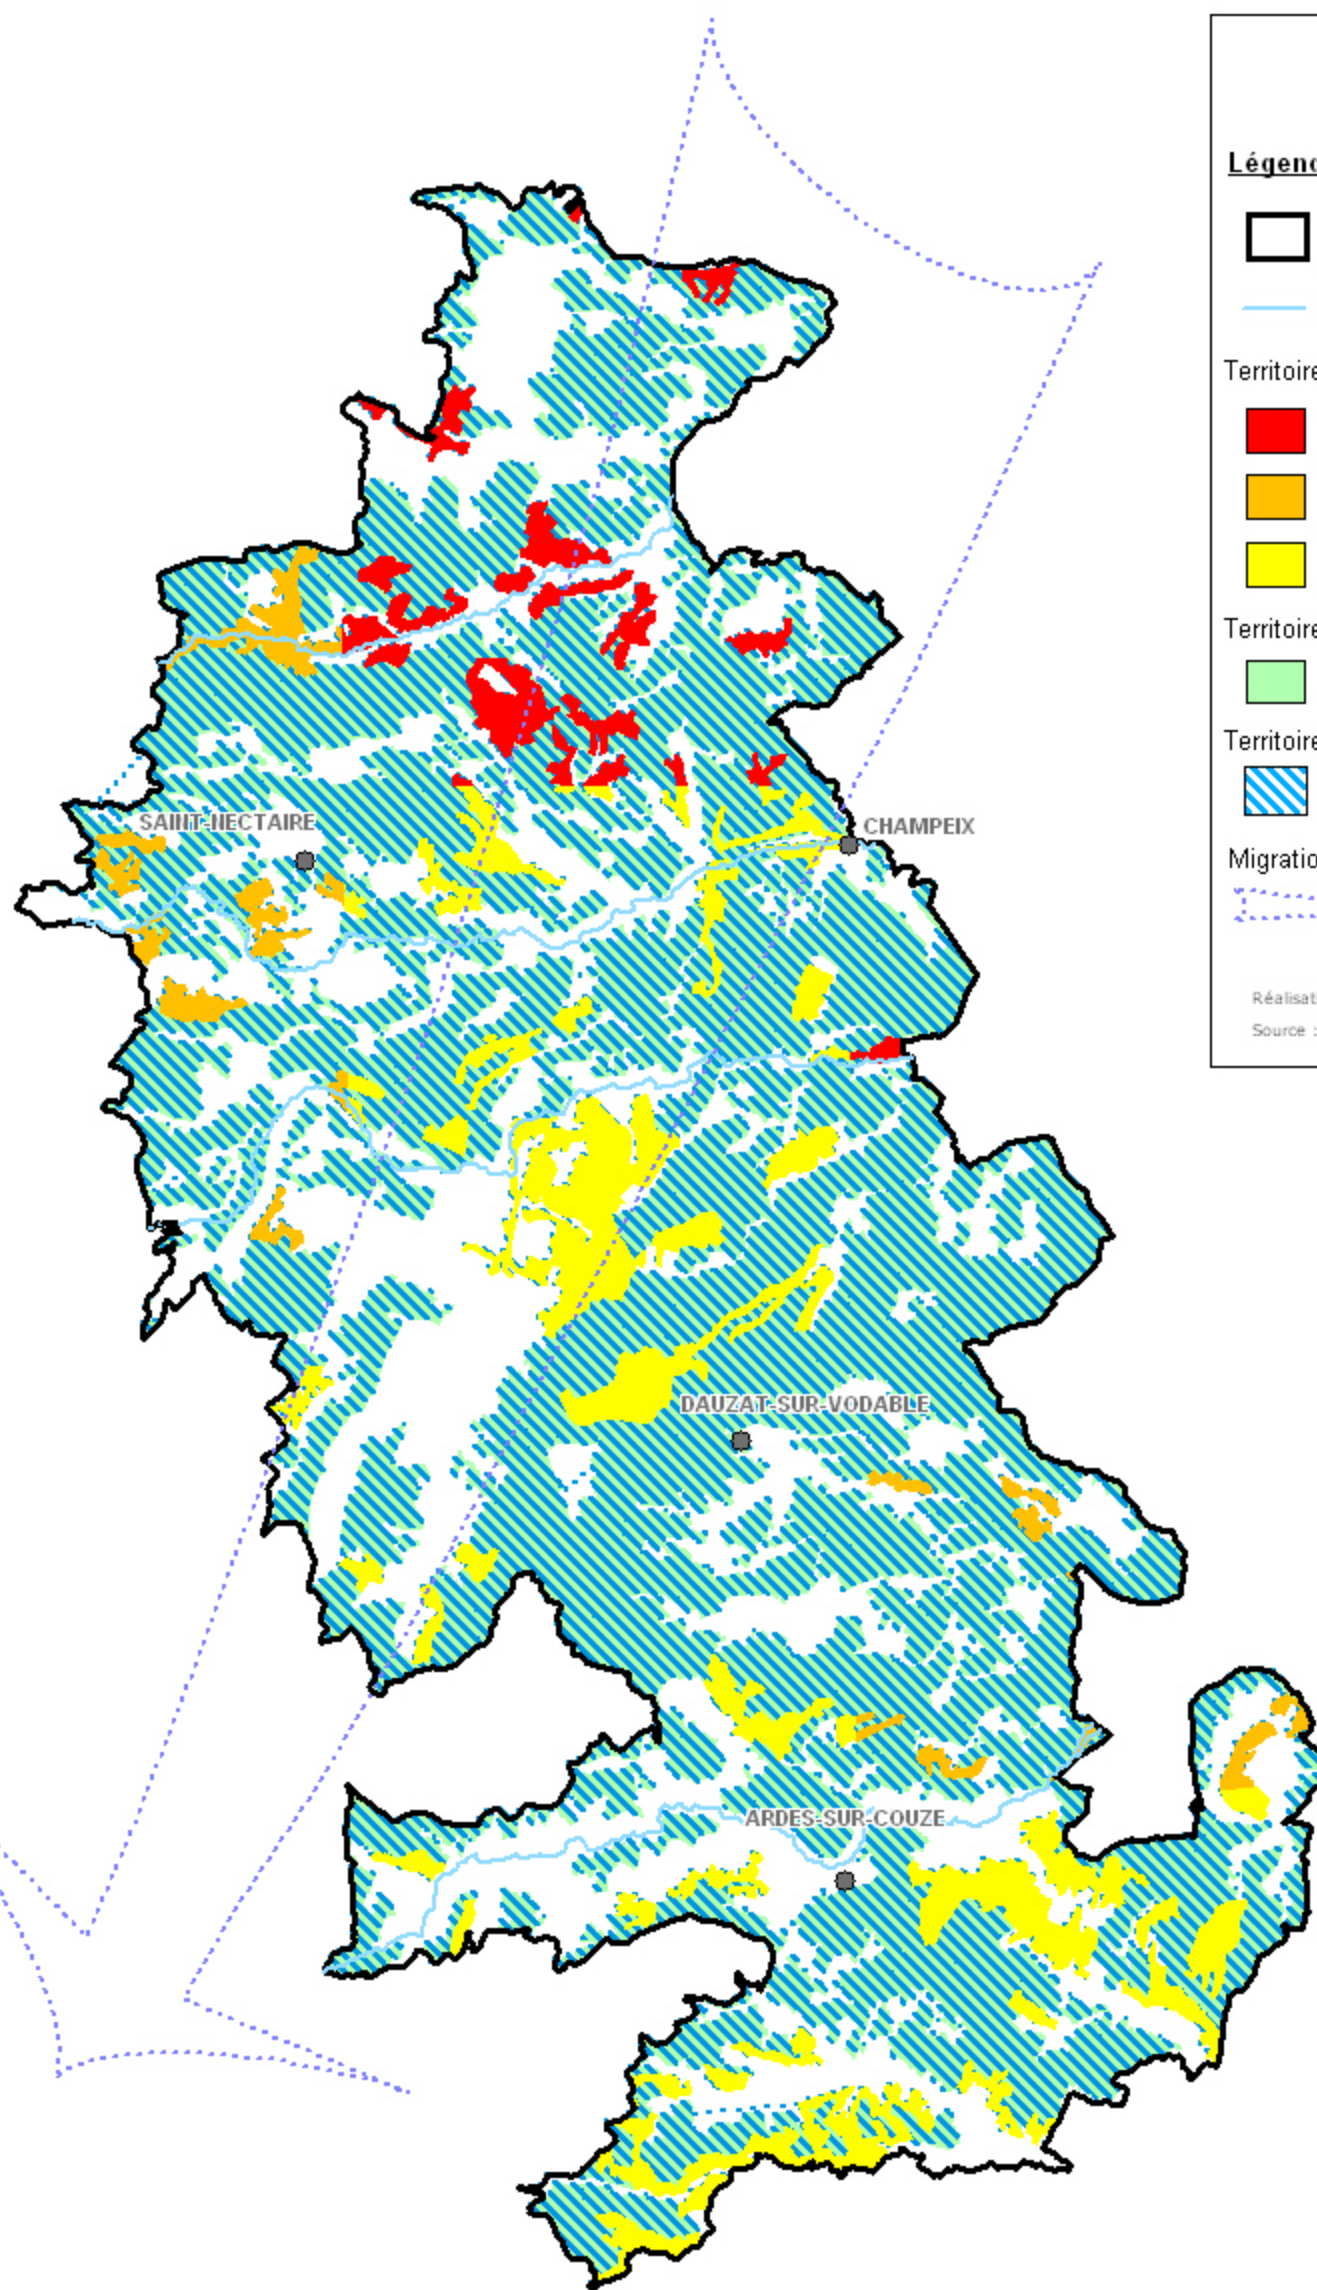 Légend
Territoire
Territoire
Territoire
Migratio
Réalisat
Source :
SAINT-NECTAIRE
CHAMPEIX
DAUZAT-SUR-VODABLE
ARDES-SUR-COUZE